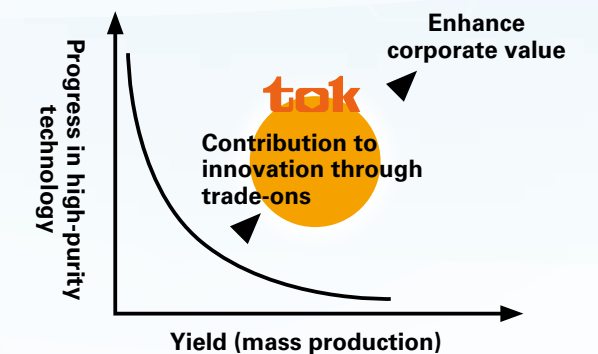 Enhance
corporate value
tok
Contribution to
innovation through
trade-ons
Progress in high-purity
technology
Yield (mass production)